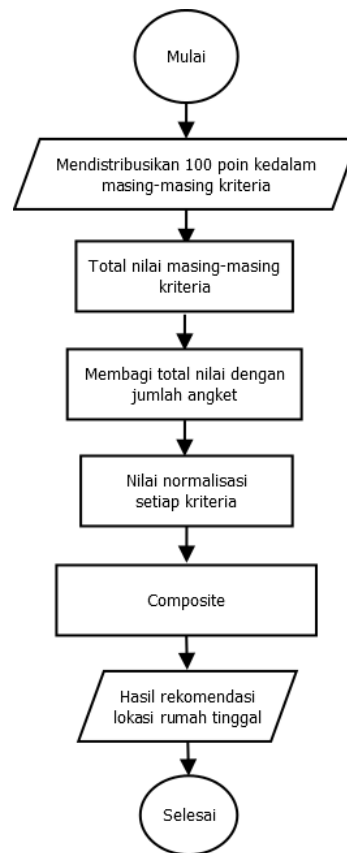 Mulai
Mendistribusikan 100 poin kedalam
masing-masing kriteria
Total nilai masing-masing
kriteria
Membagi total nilai dengan
jumlah angket
Nilai normalisasi
setiap kriteria
Composite
Hasil rekomendasi
lokasi rumah tinggal
Selesai